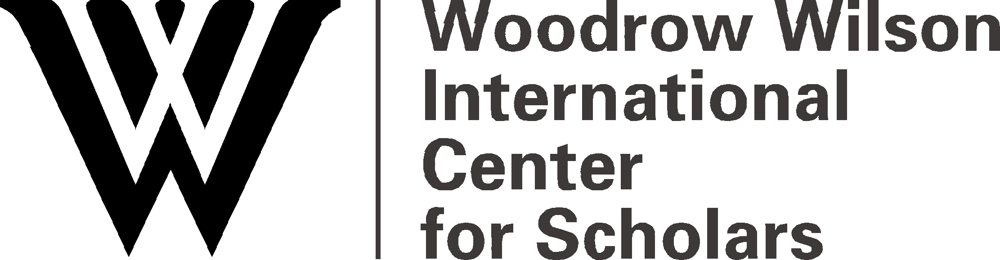 Woodrow Wilson
International
Center
for Scholars